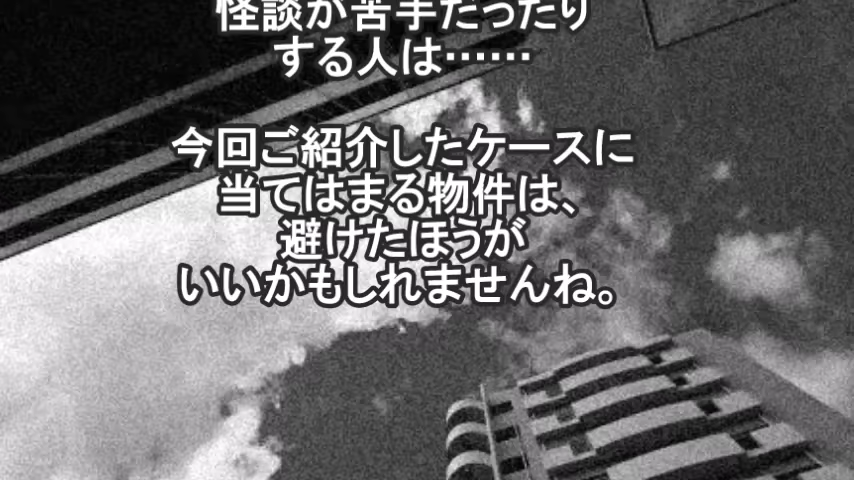 怪談が苦手だったり
する人は……
今回ご紹介したケースに
当てはまる物件は、
避けたほうが
いいかもしれませんね。